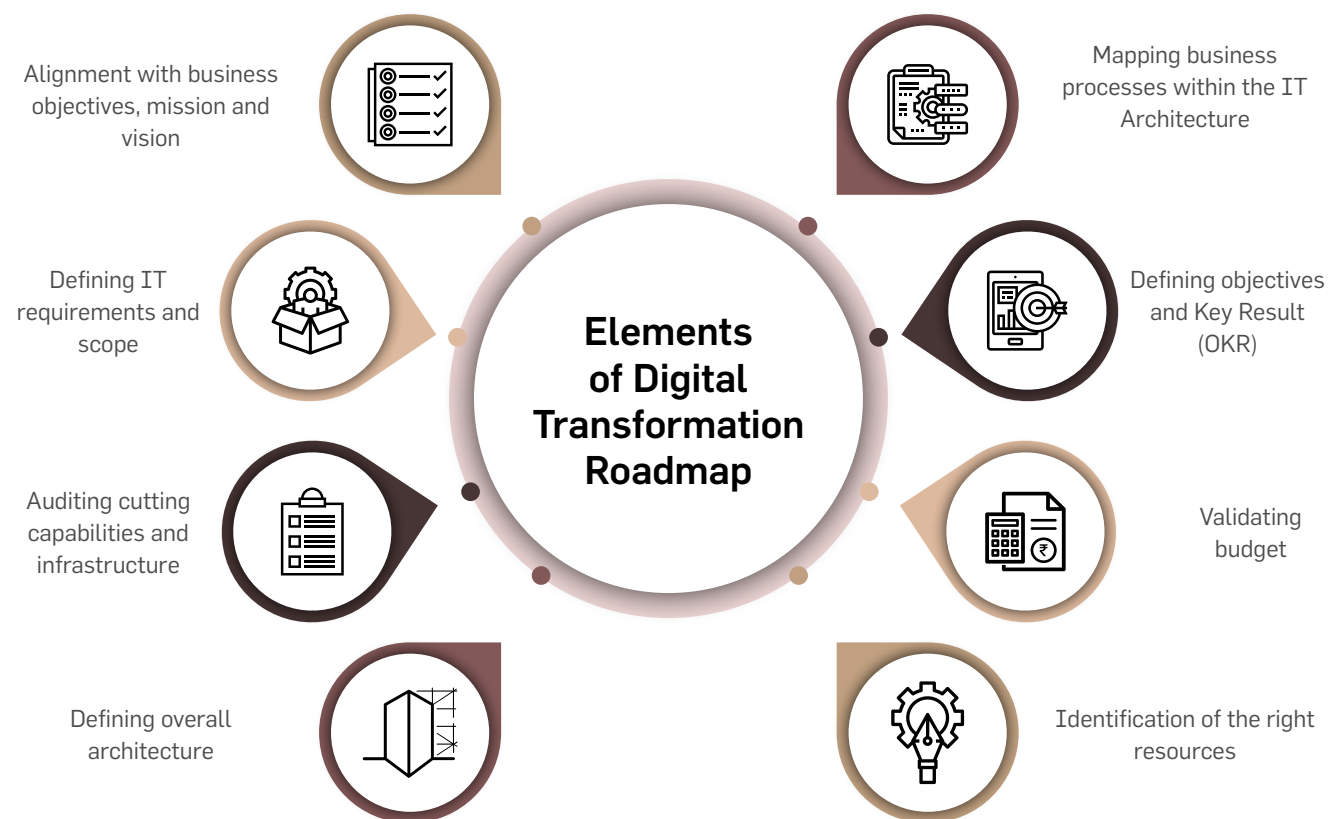 Alignment with business
objectives, mission and
vision
Defining IT
requirements and
scope
Auditing cutting
capabilities and
infrastructure
Defining overall
architecture
Elements
of Digital
Transformation
Roadmap
Mapping business
processes within the IT
Architecture
Defining objectives
and Key Result
(OKR)
Validating
budget
₹
Identification of the right
resources